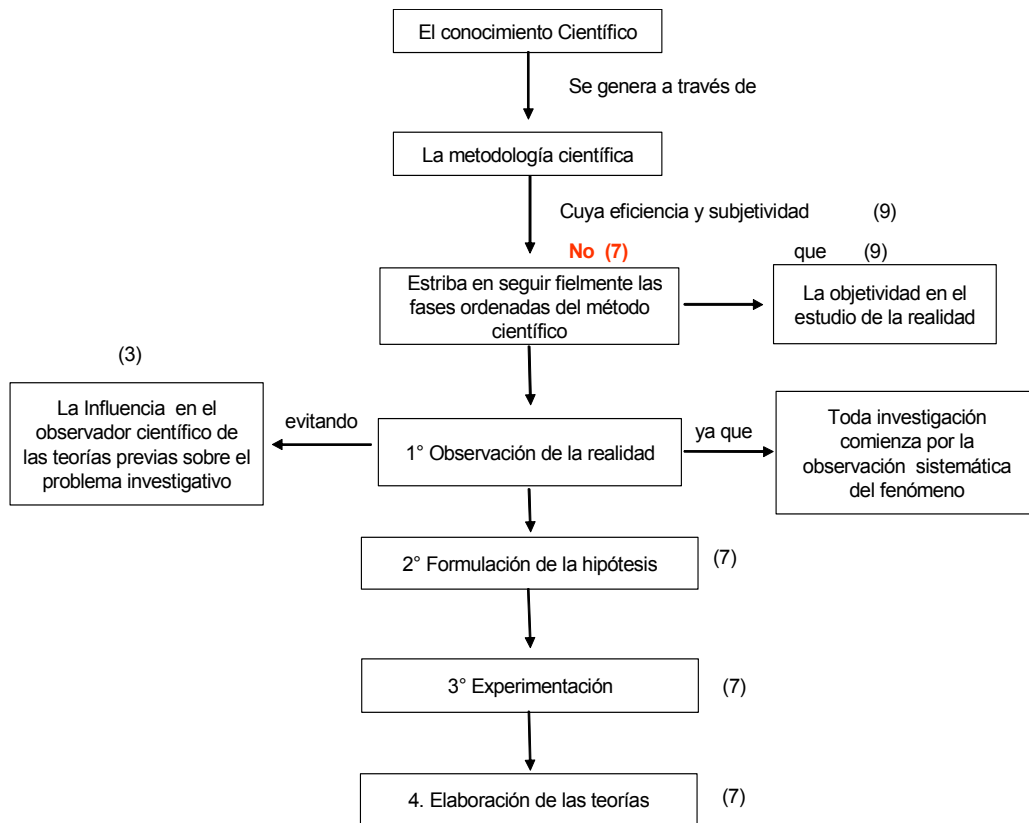 El conocimiento Científico
Se genera a través de
La metodología científica
Cuya eficiencia y subjetividad (9)
No (7)
que (9)
Estriba en seguir fielmente las
fases ordenadas del método
científico
La objetividad en el
estudio de la realidad
(3)
La Influencia en el
observador científico de
las teorías previas sobre el
problema investigativo
evitando
1° Observación de la realidad
ya que
Toda investigación
comienza por la
observación sistemática
del fenómeno
2° Formulación de la hipótesis
(7)
3° Experimentación
(7)
4. Elaboración de las teorías
(7)